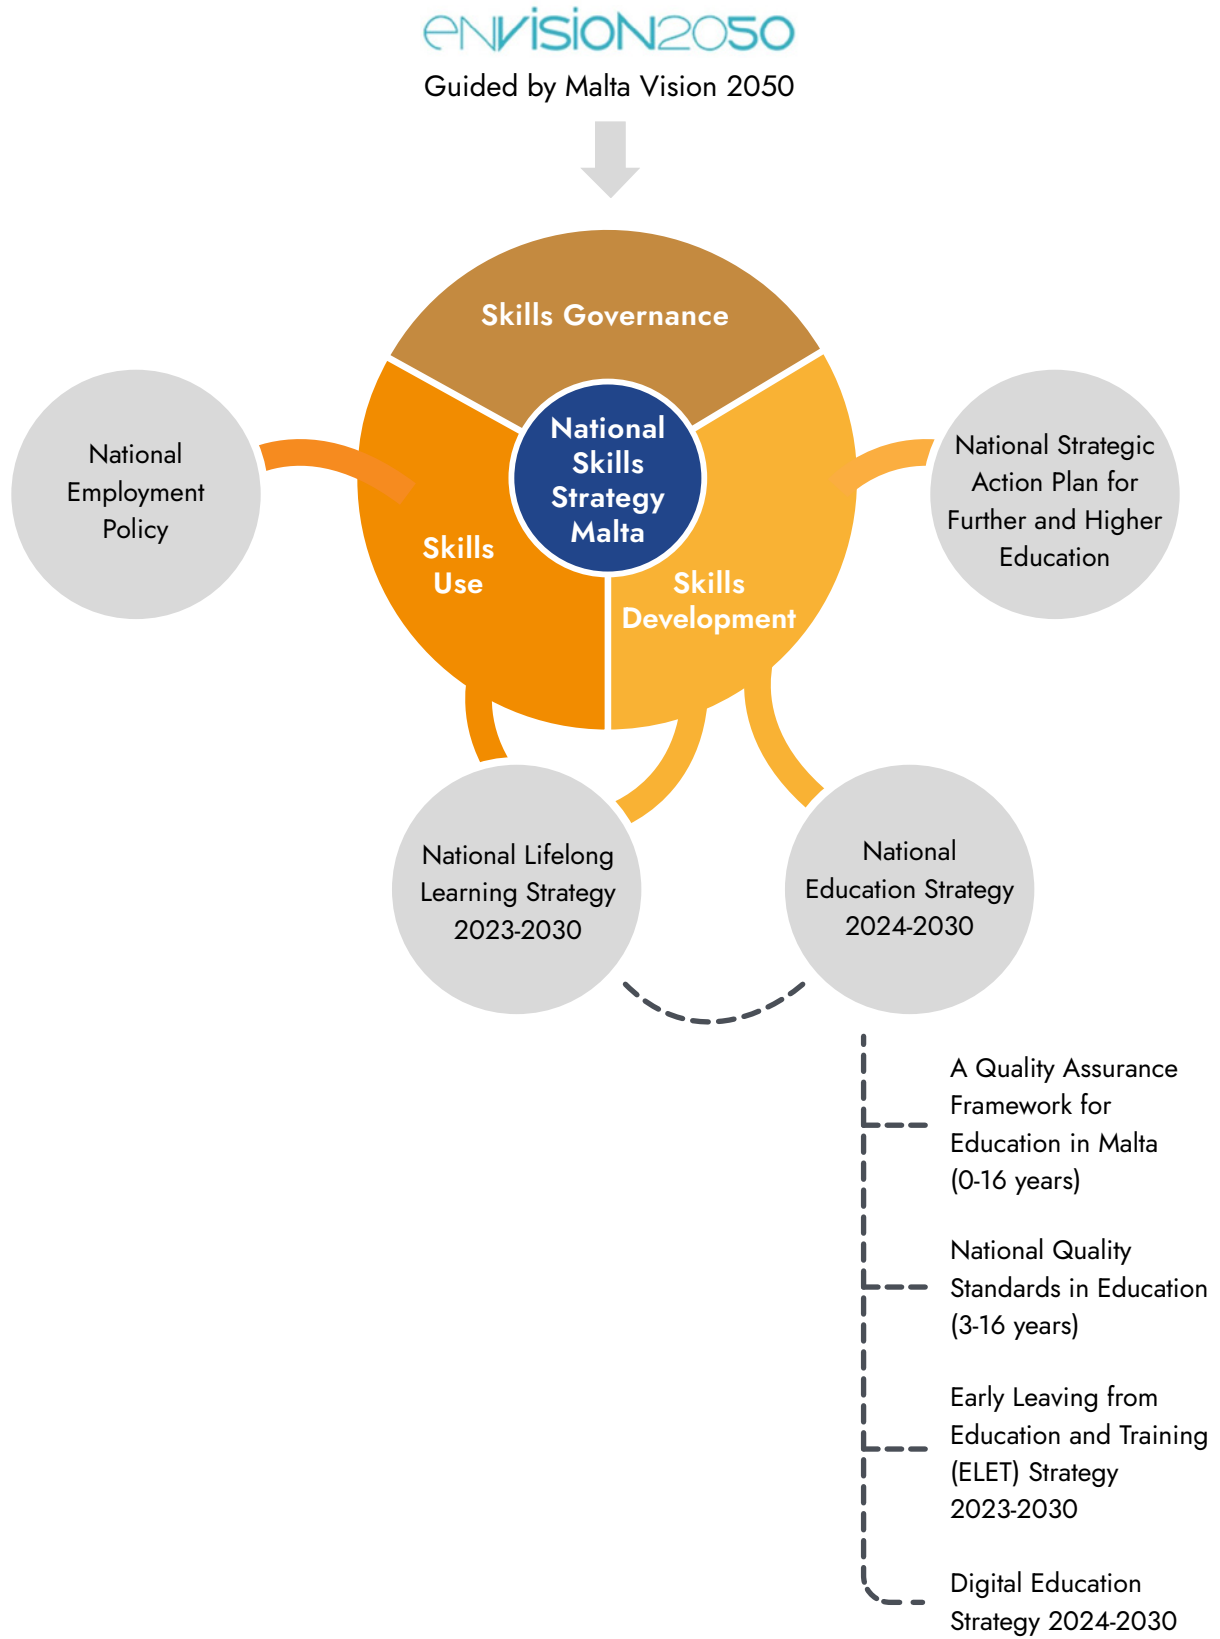 eNVisioN2050
Guided by Malta Vision 2050
Skills Governance
National
Skills
Strategy
Malta
National
Employment
Policy
National Strategic
Action Plan for
Further and Higher
Education
Skills
Use
Skills
Development
National Lifelong
Learning Strategy
2023-2030
National
Education Strategy
2024-2030
A Quality Assurance
Framework for
Education in Malta
(0-16 years)
National Quality
Standards in Education
(3-16 years)
Early Leaving from
Education and Training
(ELET) Strategy
2023-2030
Digital Education
Strategy 2024-2030